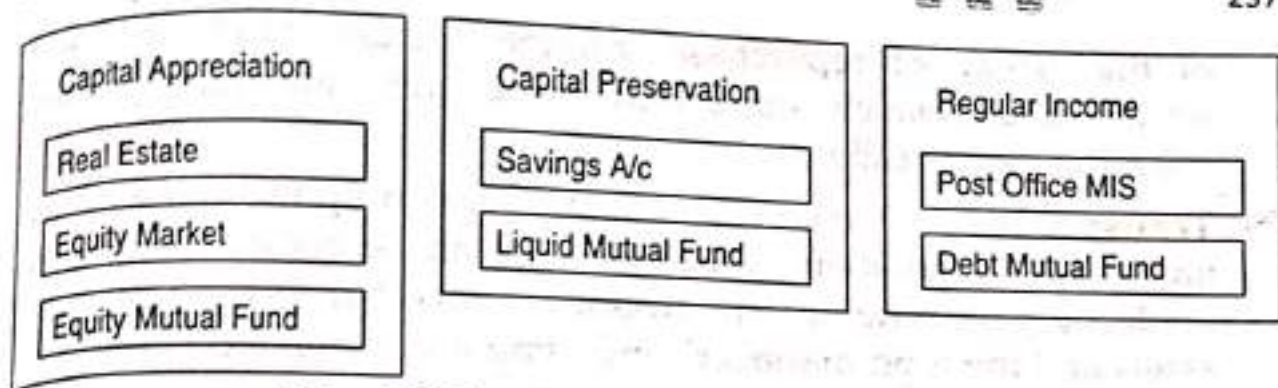 Capital Appreciation
Real Estate
Equity Market
Equity Mutual Fund
Capital Preservation
Savings A/c
Liquid Mutual Fund
Regular Income
Post Office MIS
Debt Mutual Fund